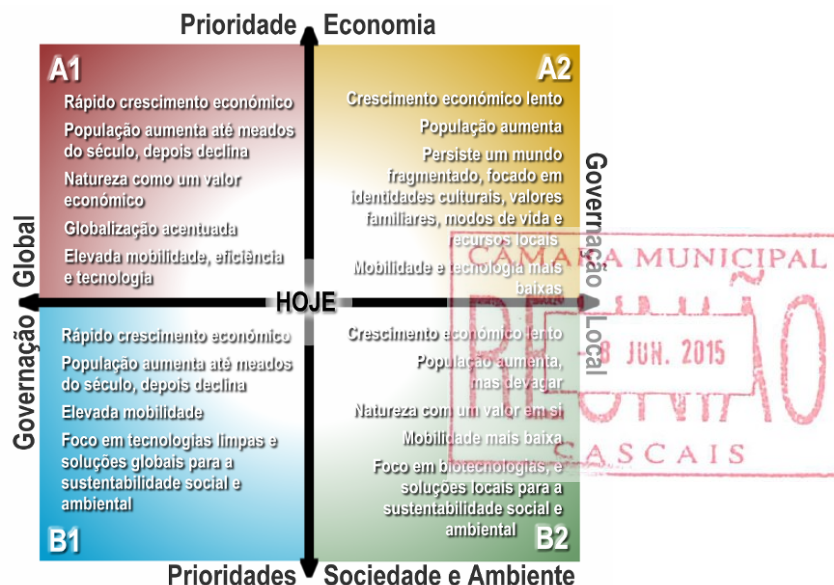 Prioridade Economia
A1
Rápido crescimento económico
População aumenta até meados
do século, depois declina
Natureza como um valor
económico
Globalização acentuada
Elevada mobilidade, eficiência
e tecnologia
A2
Crescimento económico lento
População aumenta
Persiste um mundo
fragmentado, focado em
identidades culturais, valores
familiares, modos de vida e
recursos locais
Mobilidade e tecnologia mais
baixas
Governação Global
HOJE
Governação Local
Rápido crescimento económico
População aumenta até meados
do século, depois declina
Elevada mobilidade
Foco em tecnologias limpas e
soluções globais para a
sustentabilidade social e
ambiental
B1
Crescimento económico lento
População aumenta,
mas devagar
Natureza com um valor em si
Mobilidade mais baixa
Foco em biotecnologias, e
soluções locais para a
sustentabilidade social e
ambiental
B2
Prioridades Sociedade e Ambiente
CÂMARA MUNICIPAL
REUNIÃO
-8 JUN. 2015
CASCAIS